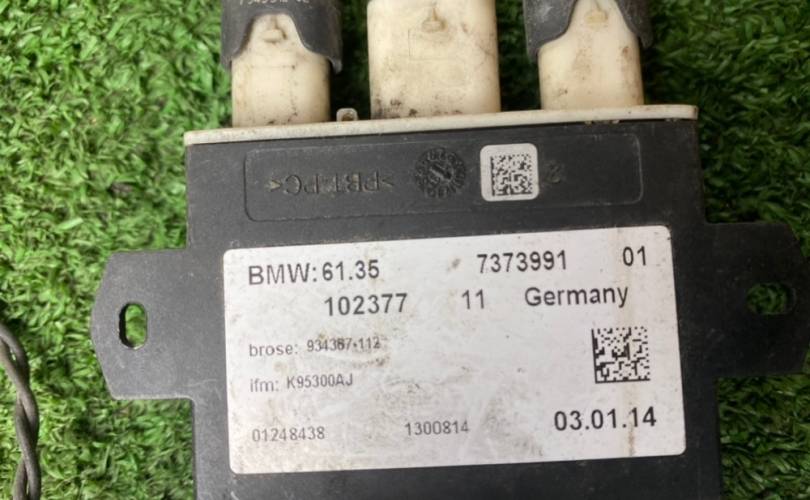 >PBT-PC<
BMW: 61.35 7373991 01
102377 11 Germany
brose: 934367-112
ifm: K95300AJ
01248438 1300814 03.01.14